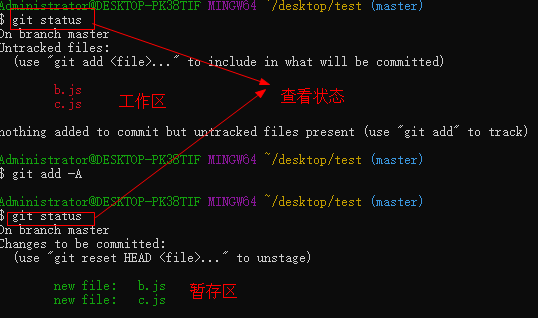 Administrator@DESKTOP-PK38TIF MINGW64 ~/desktop/test (master)
$ git status
On branch master
Untracked files:
(use "git add <file>..." to include in what will be committed)
b.js
c.js
工作区
查看状态
nothing added to commit but untracked files present (use "git add" to track)
Administrator@DESKTOP-PK38TIF MINGW64 ~/desktop/test (master)
$ git add -A
Administrator@DESKTOP-PK38TIF MINGW64 ~/desktop/test (master)
$ git status
On branch master
Changes to be committed:
(use "git reset HEAD <file>..." to unstage)
new file: b.js
new file: c.js
暂存区